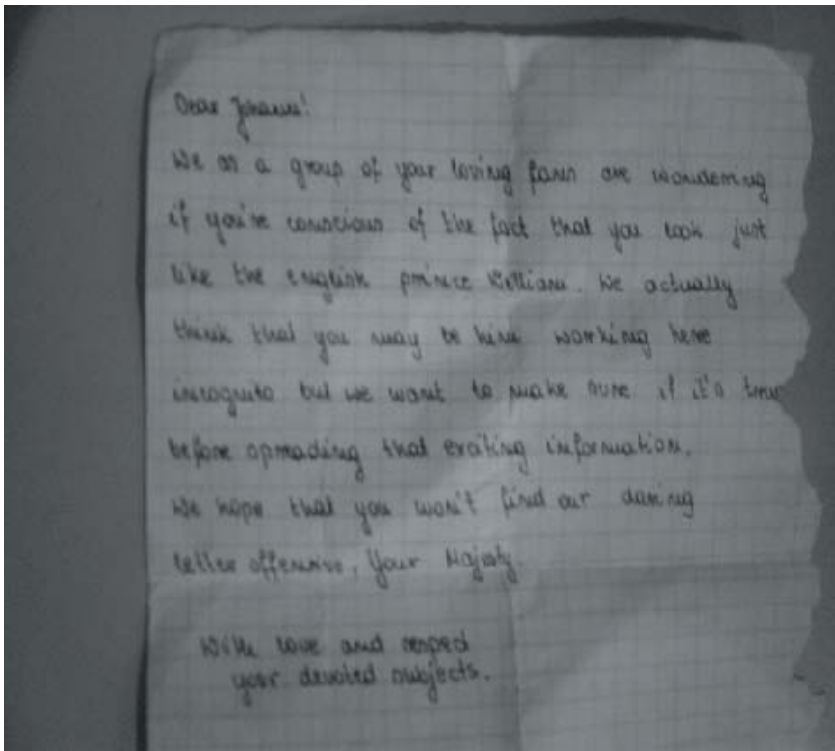 Dear Johannes!
We as a group of your loving fans are wondering
if you're conscious of the fact that you look just
like the english prince William. We actually
think that you may be him working here
incognito but we want to make sure if it's true
before spreading that exciting information.
We hope that you won't find our daring
letter offensive, Your Majesty.
With love and respect
your devoted subjects.